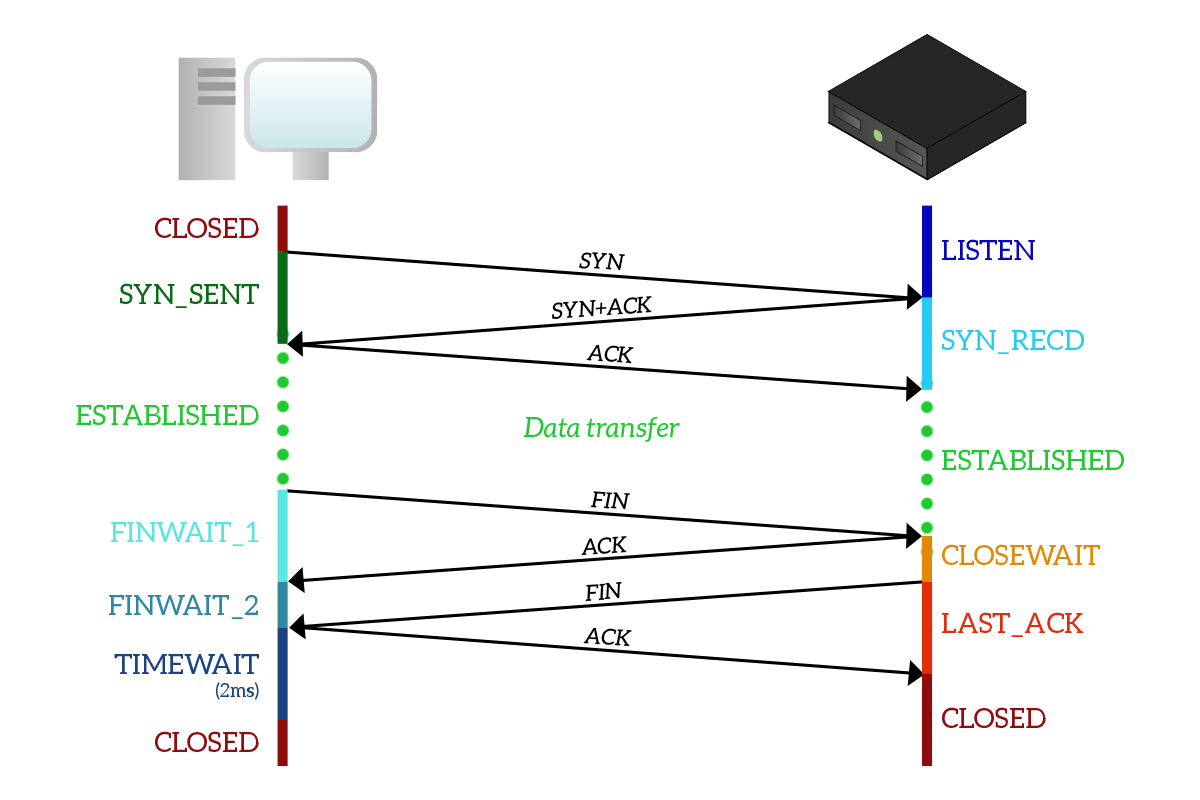 CLOSED
LISTEN
SYN
SYN_SENT
SYN+ACK
SYN_RECD
ACK
ESTABLISHED
Data transfer
ESTABLISHED
FIN
FINWAIT_1
ACK
CLOSEWAIT
FIN
FINWAIT_2
LAST_ACK
ACK
TIMEWAIT
(2ms)
CLOSED
CLOSED